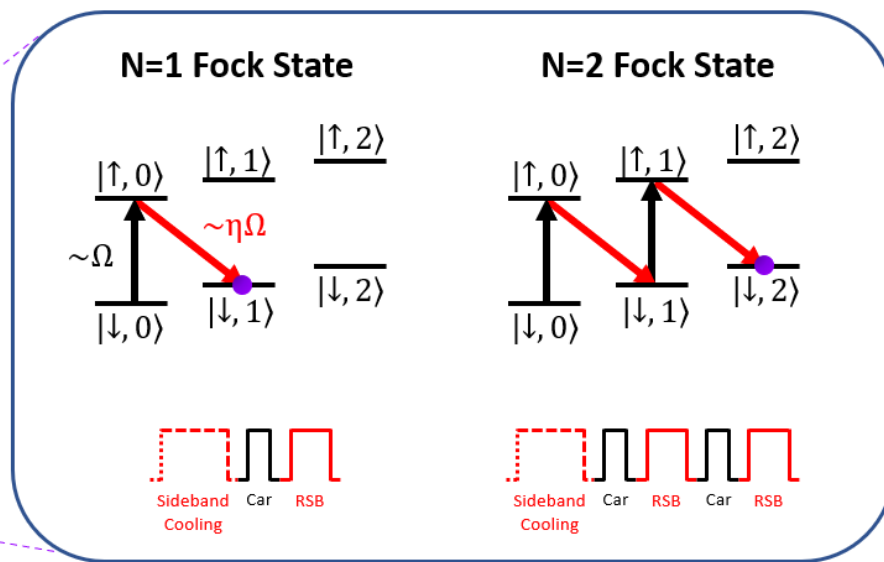 N=1 Fock State
|↑, 0⟩
|↑, 1⟩
|↑, 2⟩
~Ω
~ηΩ
|↓, 0⟩
|↓, 1⟩
|↓, 2⟩
Sideband
Cooling
Car
RSB
N=2 Fock State
|↑, 0⟩
|↑, 1⟩
|↑, 2⟩
|↓, 0⟩
|↓, 1⟩
|↓, 2⟩
Sideband
Cooling
Car
RSB
Car
RSB